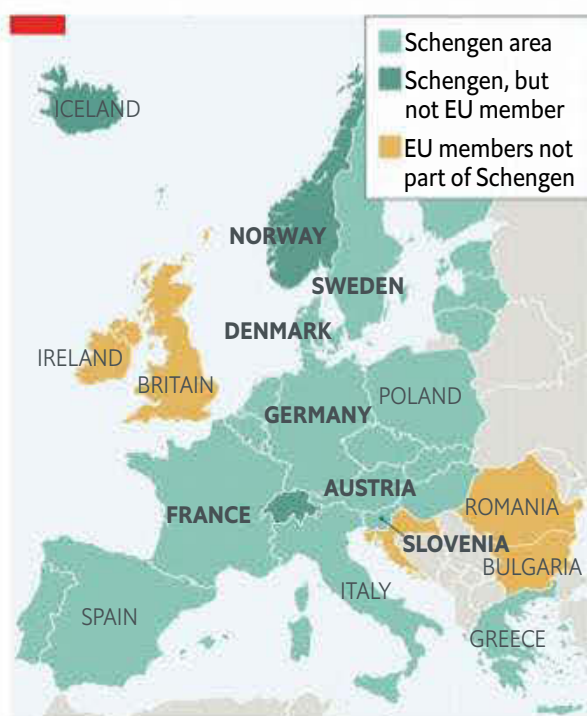 Schengen area
Schengen, but
not EU member
EU members not
part of Schengen
ICELAND
NORWAY
SWEDEN
DENMARK
IRELAND
BRITAIN
GERMANY
POLAND
AUSTRIA
FRANCE
ROMANIA
SLOVENIA
BULGARIA
ITALY
SPAIN
GREECE